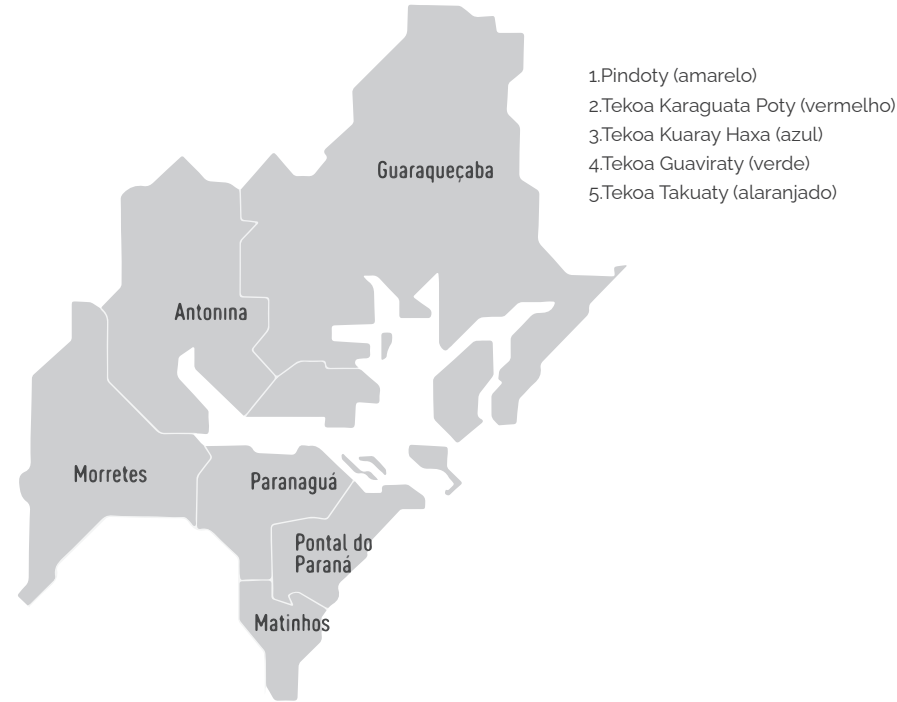 1.Pindoty (amarelo)
2.Tekoa Karaguata Poty (vermelho)
3.Tekoa Kuaray Haxa (azul)
4.Tekoa Guaviraty (verde)
5.Tekoa Takuaty (alaranjado)
Guaraqueçaba
Antonina
Morretes
Paranaguá
Pontal do
Paraná
Matinhos